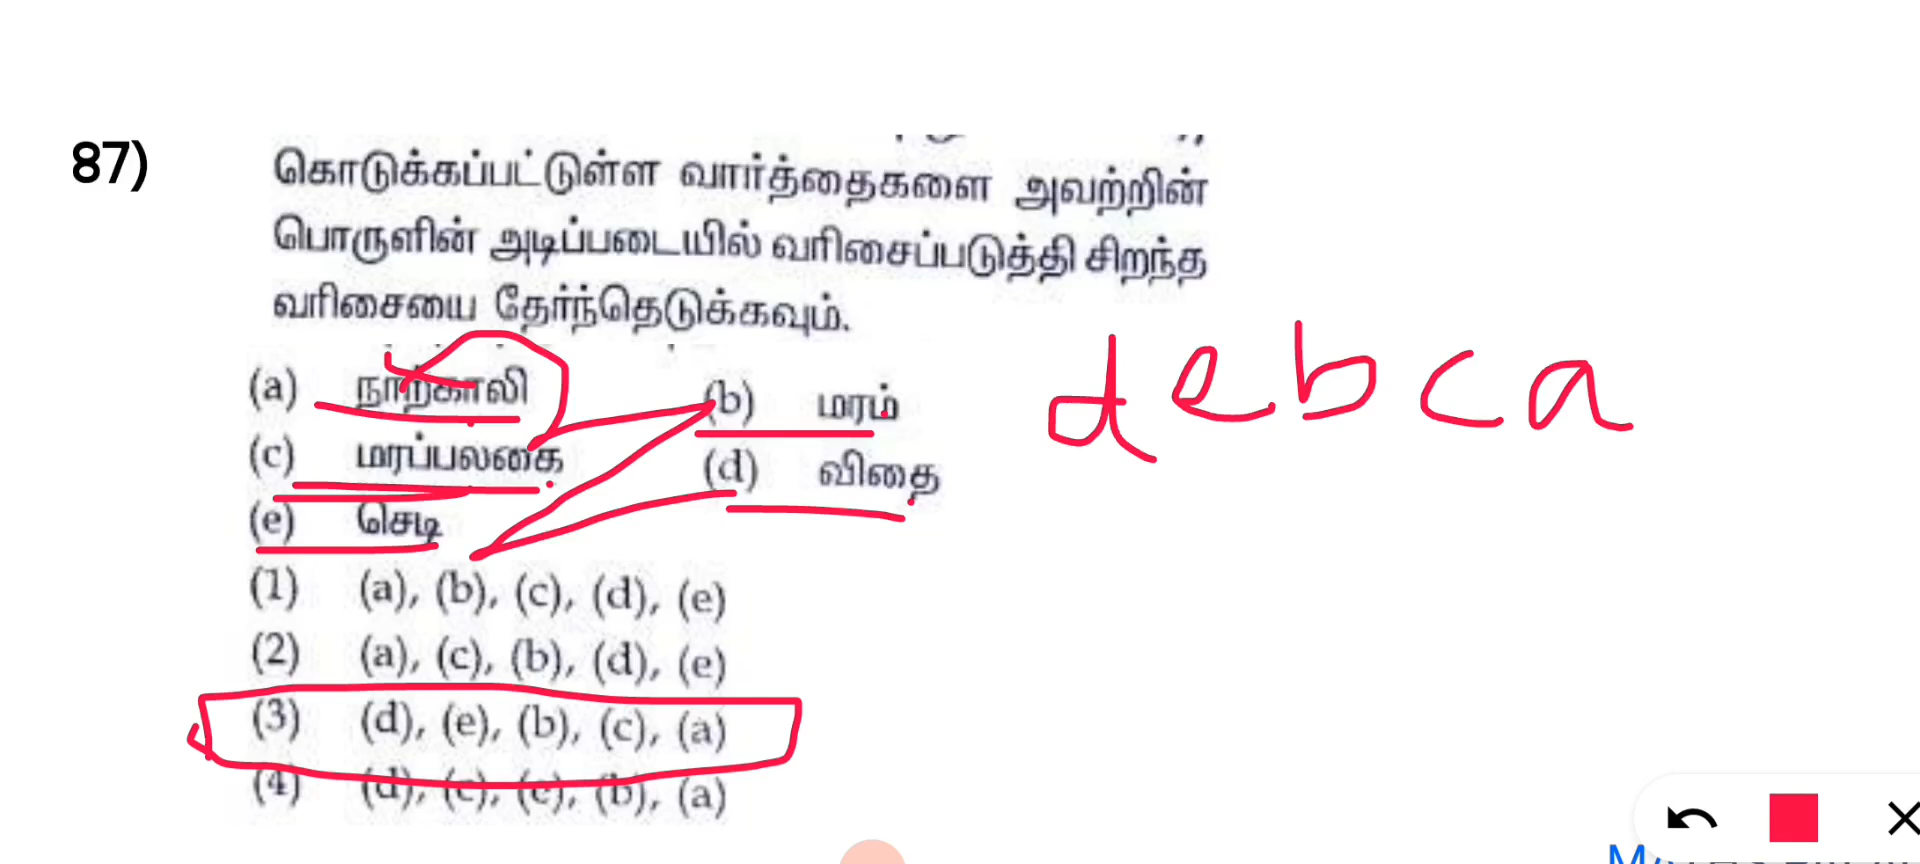 87)
கொடுக்கப்பட்டுள்ள வார்த்தைகளை அவற்றின்
பொருளின் அடிப்படையில் வரிசைப்படுத்தி சிறந்த
வரிசையை தேர்ந்தெடுக்கவும்.
(a) நாற்காலி (b) மரம்
(c) மரப்பலகை (d) விதை
(e) செடி
d e b c a
(1) (a), (b), (c), (d), (e)
(2) (a), (c), (b), (d), (e)
(3) (d), (e), (b), (c), (a)
(4) (d), (c), (e), (b), (a)